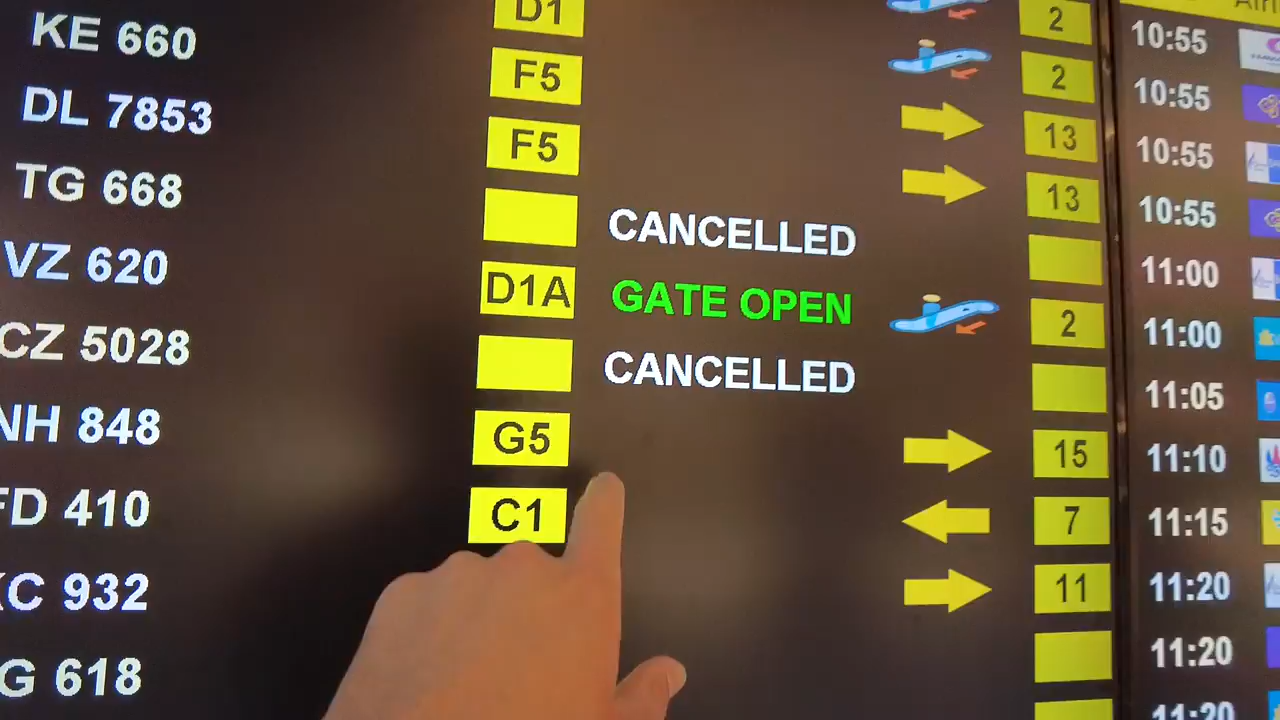 D1 2
KE 660 F5 2 10:55
DL 7853 F5 13 10:55
TG 668 CANCELLED 13 10:55
10:55
VZ 620 D1A GATE OPEN 2 11:00
CZ 5028 CANCELLED 11:00
11:05
NH 848 G5 15 11:10
FD 410 C1 7 11:15
C 932 11 11:20
G 618 11:20
11:20